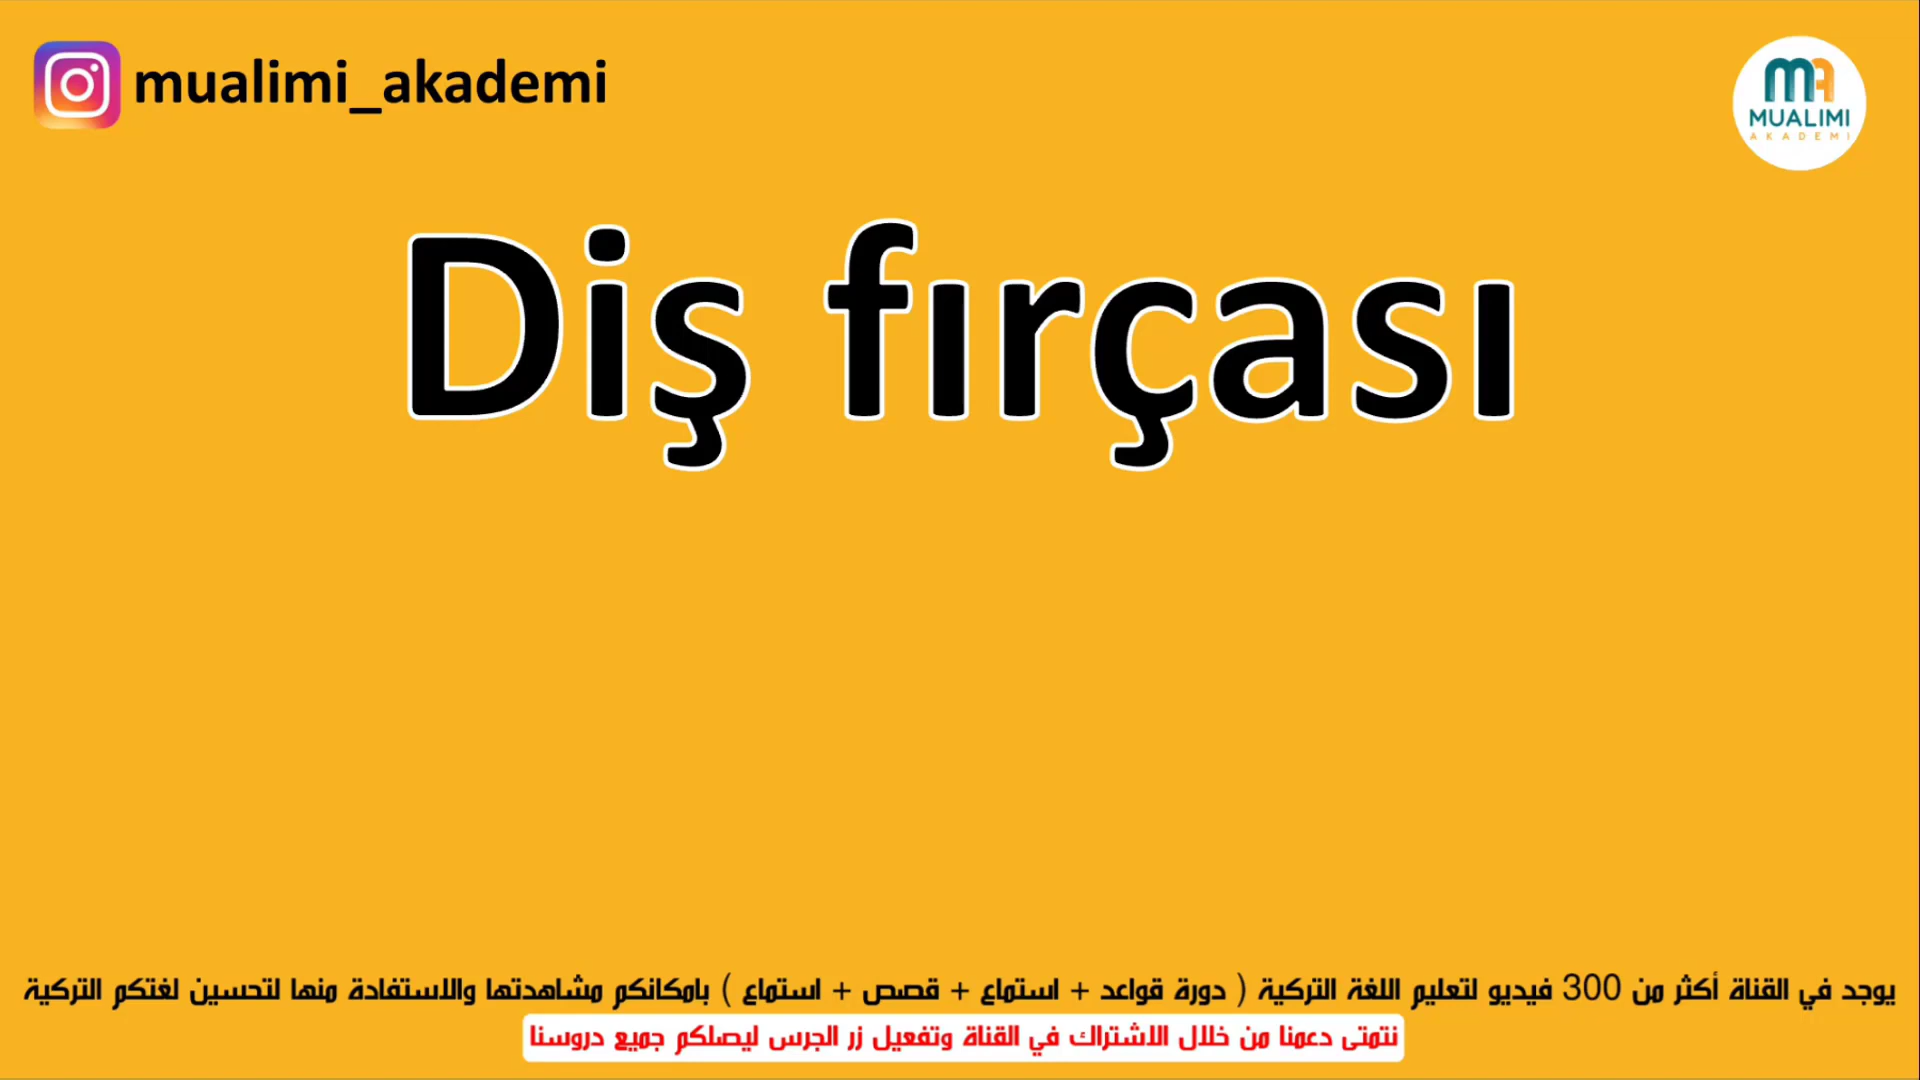 mualimi_akademi
MA
MUALIMI
AKADEMI
Diş fırçası
يوجد في القناة أكثر من 300 فيديو لتعليم اللغة التركية ( دورة قواعد + استماع + قصص + استماع ) بامكانكم مشاهدتها والاستفادة منها لتحسين لغتكم التركية
نتمتى دعمنا من خلال الاشتراك في القناة وتفعيل زر الجرس ليصلكم جميع دروسنا